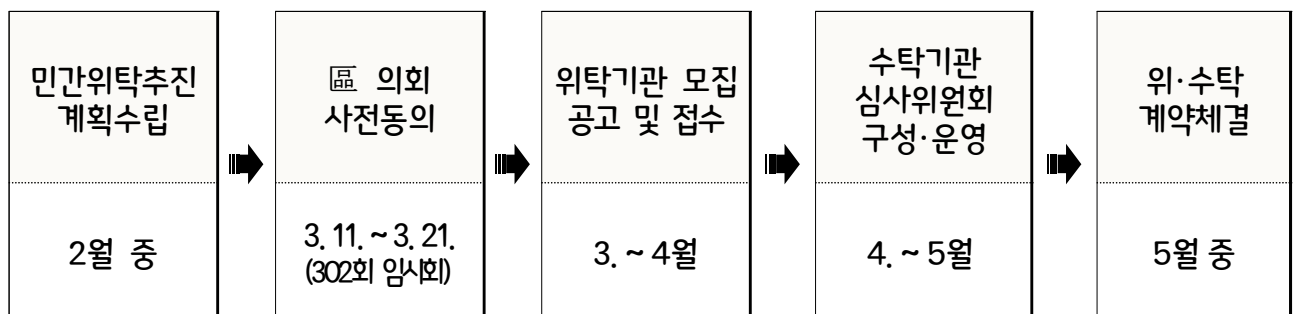 민간위탁추진
계획수립
區 의회
사전동의
위탁기관 모집
공고 및 접수
수탁기관
심사위원회
구성·운영
위·수탁
계약체결
2월 중
3. 11. ~ 3. 21.
(302회 임시회)
3. ~ 4월
4. ~ 5월
5월 중